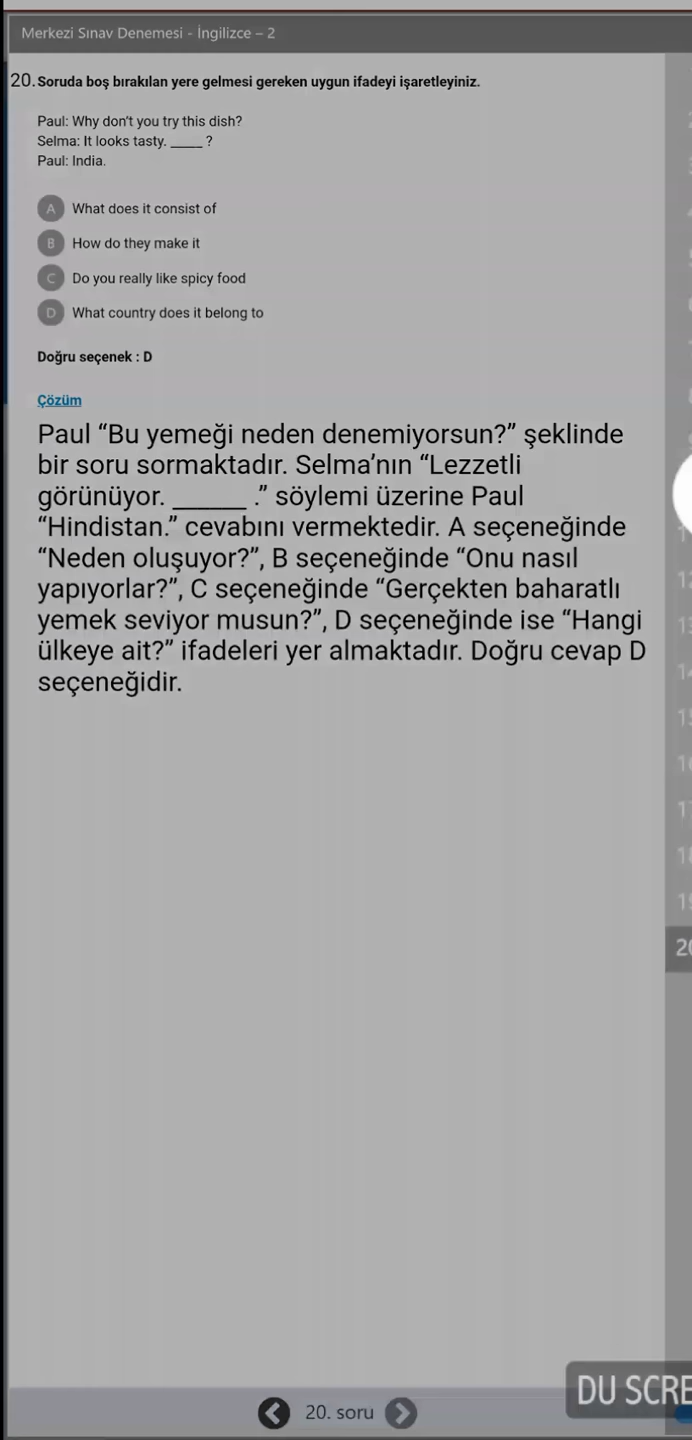 Merkezi Sınav Denemesi - İngilizce – 2
20. Soruda boş bırakılan yere gelmesi gereken uygun ifadeyi işaretleyiniz.
Paul: Why don't you try this dish?
Selma: It looks tasty. _____ ?
Paul: India.
A What does it consist of
B How do they make it
C Do you really like spicy food
D What country does it belong to
Doğru seçenek : D
Çözüm
Paul “Bu yemeği neden denemiyorsun?” şeklinde
bir soru sormaktadır. Selma’nın “Lezzetli
görünüyor. _____ .” söylemi üzerine Paul
“Hindistan.” cevabını vermektedir. A seçeneğinde
“Neden oluşuyor?”, B seçeneğinde “Onu nasıl
yapıyorlar?”, C seçeneğinde “Gerçekten baharatlı
yemek seviyor musun?”, D seçeneğinde ise “Hangi
ülkeye ait?” ifadeleri yer almaktadır. Doğru cevap D
seçeneğidir.
20. soru
DU SCRE